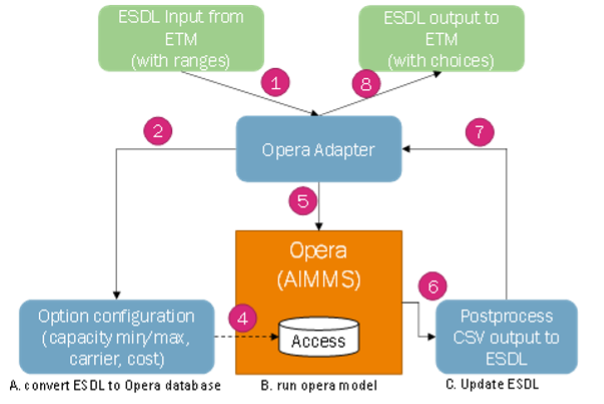 ESDL Input from
ETM
(with ranges)
ESDL output to
ETM
(with choices)
1
8
2
Opera Adapter
7
5
Opera
(AIMMS)
6
Option configuration
(capacity min/max,
carrier, cost)
4
Access
Postprocess
CSV output to
ESDL
A. convert ESDL to Opera database
B. run opera model
C. Update ESDL